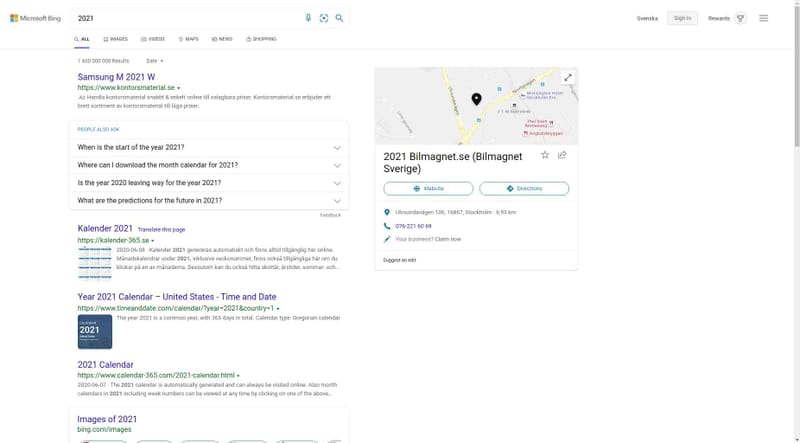 Microsoft Bing
2021
Svenska
Sign in
Rewards
ALL
IMAGES
VIDEOS
MAPS
NEWS
SHOPPING
Date
Samsung M 2021 W
https://www.kontorsmaterial.se
Ad Handla kontorsmaterial snabbt & enkelt online till oslagbara priser. Kontorsmaterial.se erbjuder ett
brett sortiment av kontorsmaterial till låga priser.
PEOPLE ALSO ASK
When is the start of the year 2021?
Where can I download the month calendar for 2021?
Is the year 2020 leaving way for the year 2021?
What are the predictions for the future in 2021?
Feedback
Kalender 2021 Translate this page
https://kalender-365.se
2020-06-08 · Kalender 2021 genereras automatiskt och finns alltid tillgänglig här online.
Månadskalendrar under 2021, inklusive veckonummer, finns också tillgängliga här om du
klickar på en av månaderna. Dessutom kan du också hitta skottår, årstider, sommar- och...
Year 2021 Calendar – United States - Time and Date
https://www.timeanddate.com/calendar/?year=2021&country=1
2021
The year 2021 is a common year, with 365 days in total. Calendar type: Gregorian calendar
2021 Calendar
https://www.calendar-365.com/2021-calendar.html
2020-06-07 · The 2021 calendar is automatically generated and can always be visited online. Also month
calendars in 2021 including week numbers can be viewed at any time by clicking on one of the above...
Images of 2021
bing.com/images
2021 Bilmagnet.se (Bilmagnet
Sverige)
Website
Directions
Ulvsundavägen 106, 16867, Stockholm · 6,93 km
Your business? Claim now
Suggest an edit